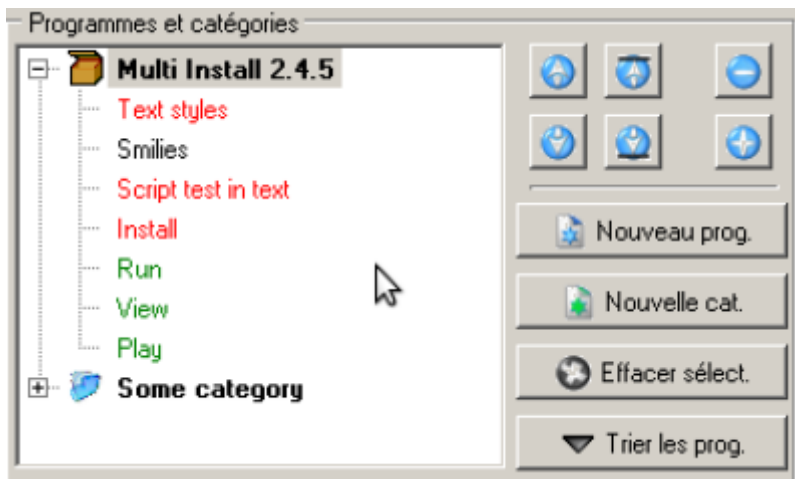 Programmes et catégories
Multi Install 2.4.5
Text styles
Smilies
Script test in text
Install
Run
View
Play
Some category
Nouveau prog.
Nouvelle cat.
Effacer sélect.
Trier les prog.